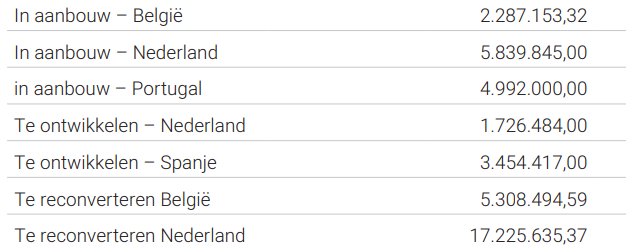 In aanbouw – België 2.287.153,32
In aanbouw – Nederland 5.839.845,00
in aanbouw – Portugal 4.992.000,00
Te ontwikkelen – Nederland 1.726.484,00
Te ontwikkelen – Spanje 3.454.417,00
Te reconverteren België 5.308.494,59
Te reconverteren Nederland 17.225.635,37